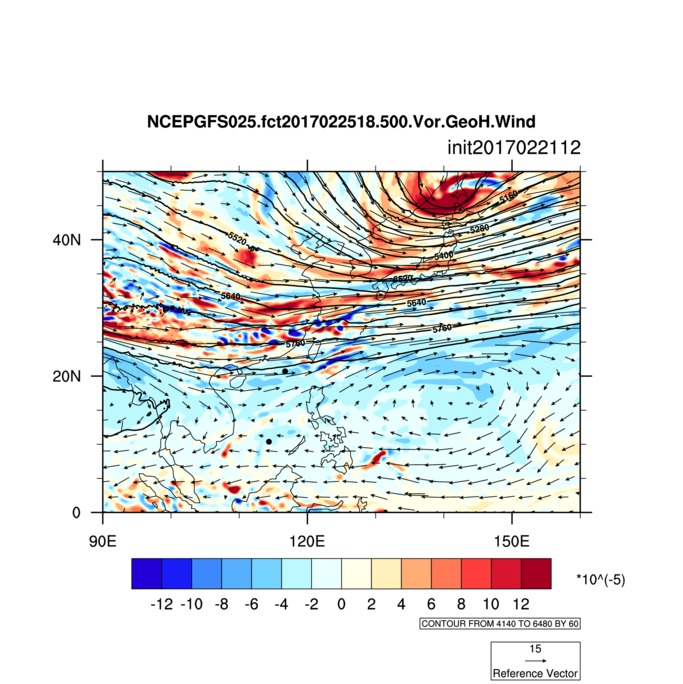 NCEPGFS025.fct2017022518.500.Vor.GeoH.Wind
init2017022112
5160
5280
40N
5520
5400
5520
5640
5640
5760
5760
20N
0
90E 120E 150E
-12 -10 -8 -6 -4 -2 0 2 4 6 8 10 12
*10^(-5)
CONTOUR FROM 4140 TO 6480 BY 60
15
Reference Vector